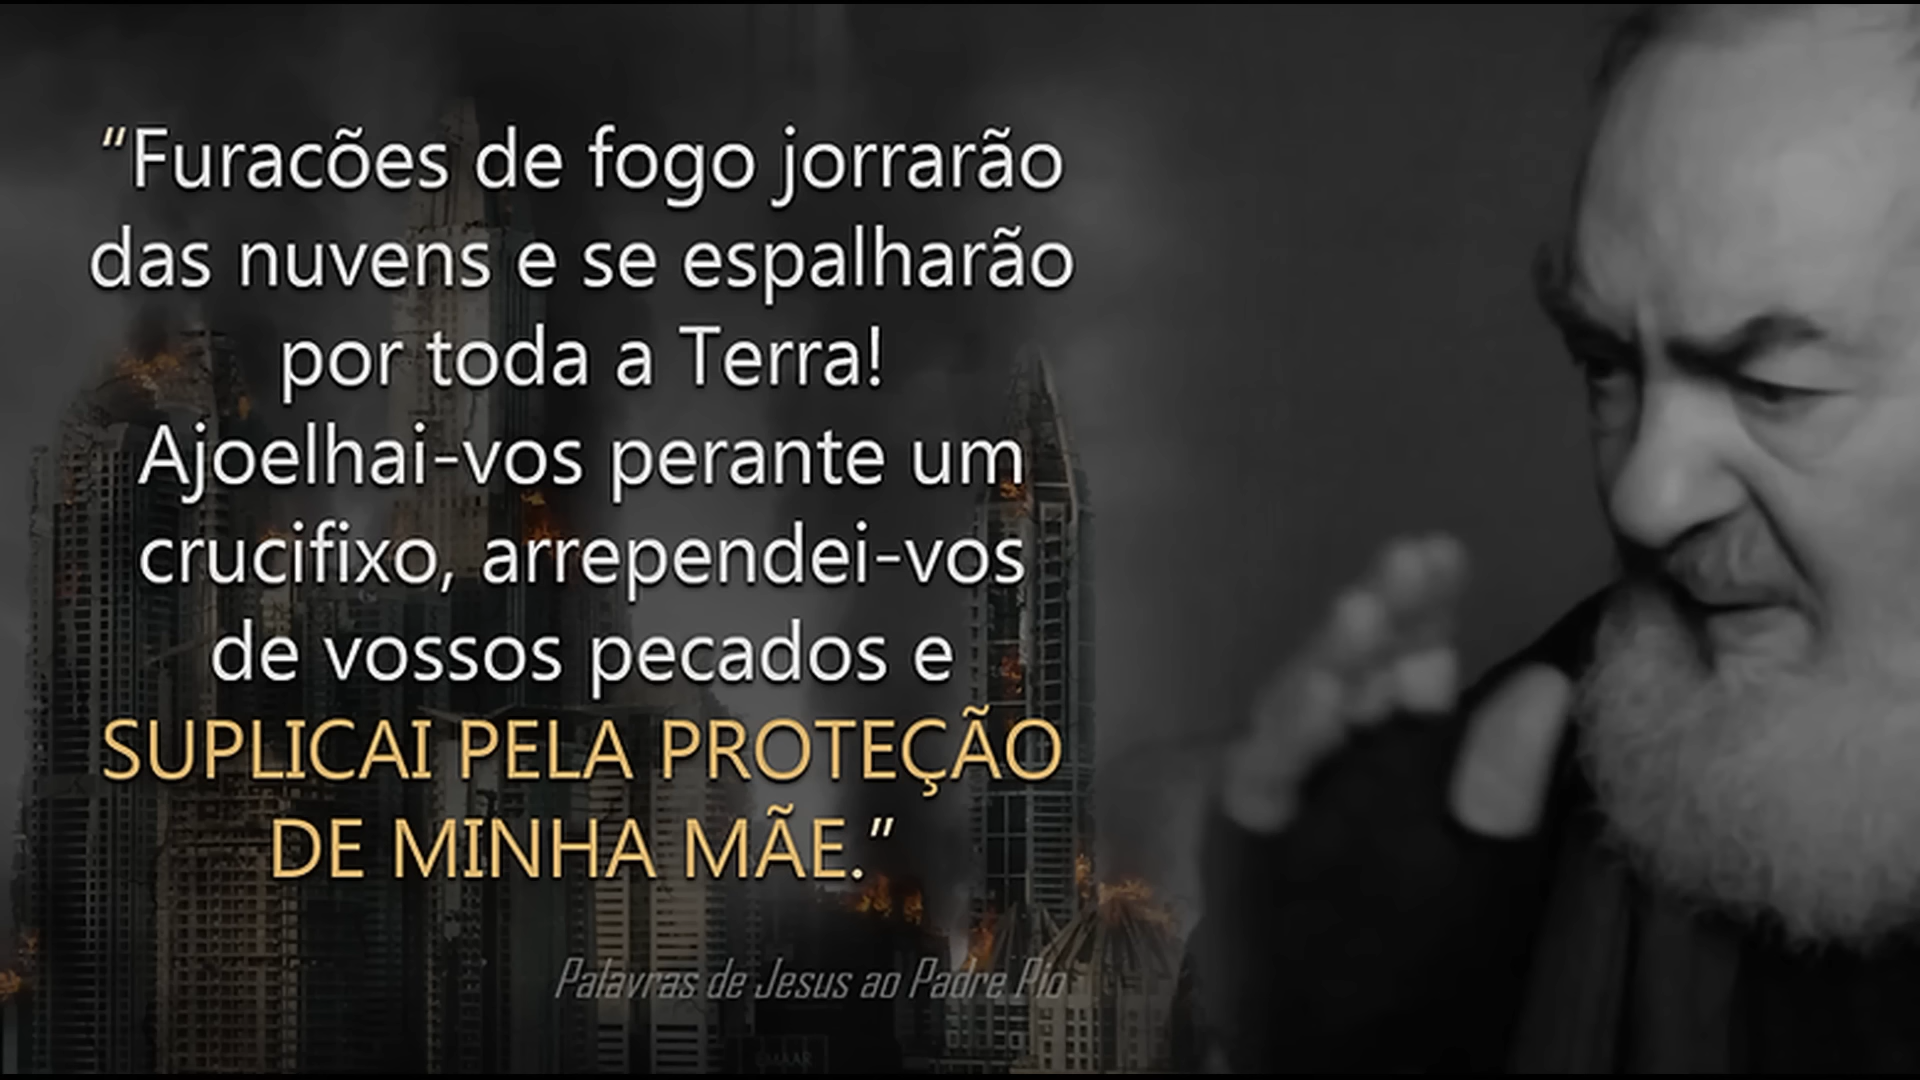 “Furacões de fogo jorrarão
das nuvens e se espalharão
por toda a Terra!
Ajoelhai-vos perante um
crucifixo, arrependei-vos
de vossos pecados e
SUPLICAI PELA PROTEÇÃO
DE MINHA MÃE.”
Palavras de Jesus ao Padre Pio
EMAAR